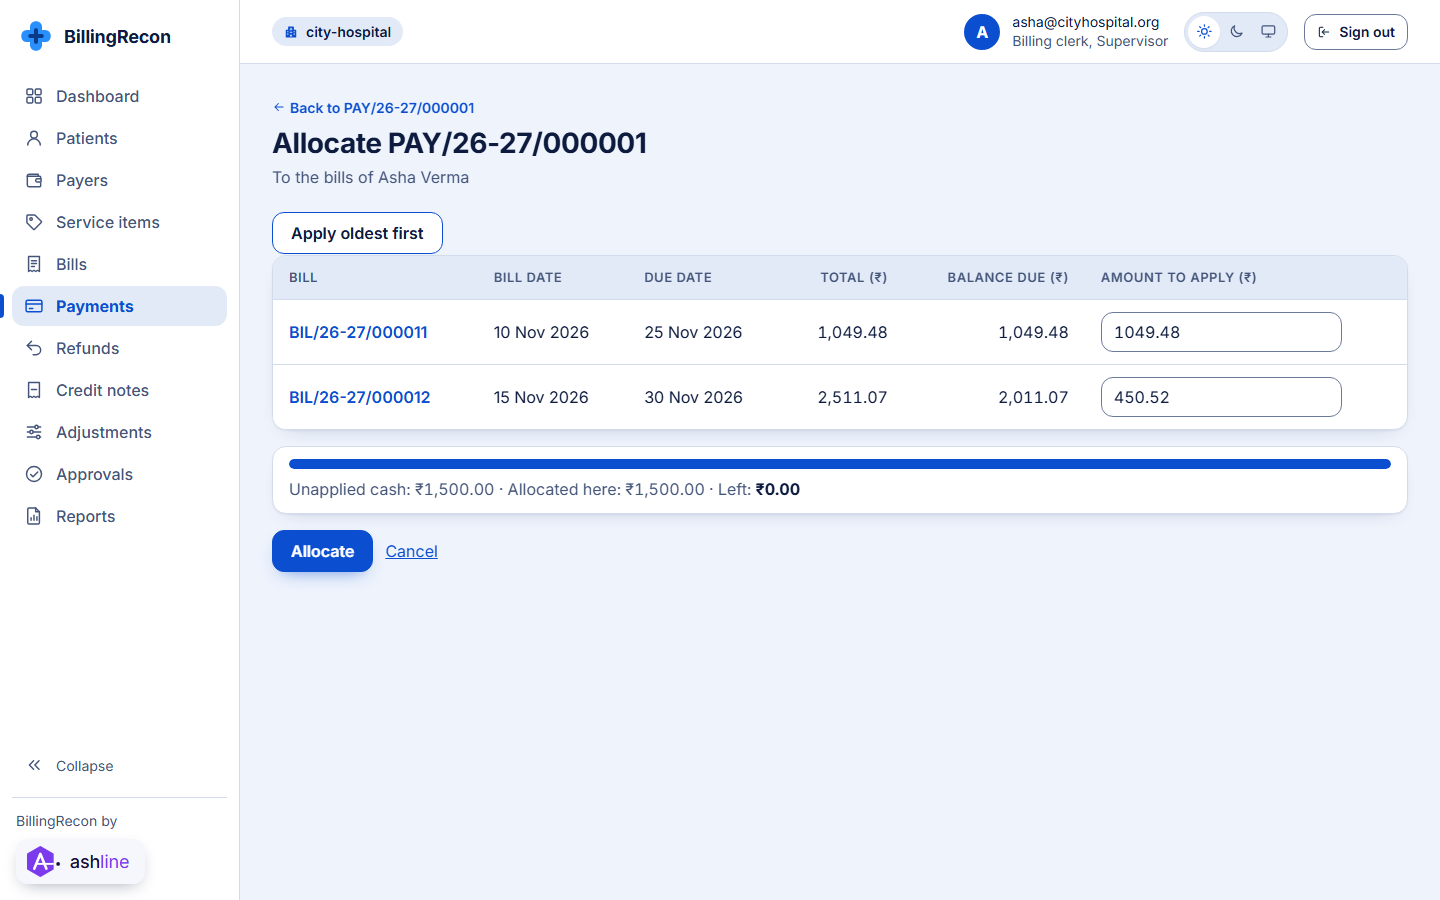 BillingRecon
city-hospital
A
asha@cityhospital.org
Billing clerk, Supervisor
Sign out
Dashboard
Patients
Payers
Service items
Bills
Payments
Refunds
Credit notes
Adjustments
Approvals
Reports
Collapse
BillingRecon by
A ashline
← Back to PAY/26-27/000001
Allocate PAY/26-27/000001
To the bills of Asha Verma
Apply oldest first
BILL BILL DATE DUE DATE TOTAL (₹) BALANCE DUE (₹) AMOUNT TO APPLY (₹)
BIL/26-27/000011 10 Nov 2026 25 Nov 2026 1,049.48 1,049.48 1049.48
BIL/26-27/000012 15 Nov 2026 30 Nov 2026 2,511.07 2,011.07 450.52
Unapplied cash: ₹1,500.00 · Allocated here: ₹1,500.00 · Left: ₹0.00
Allocate Cancel